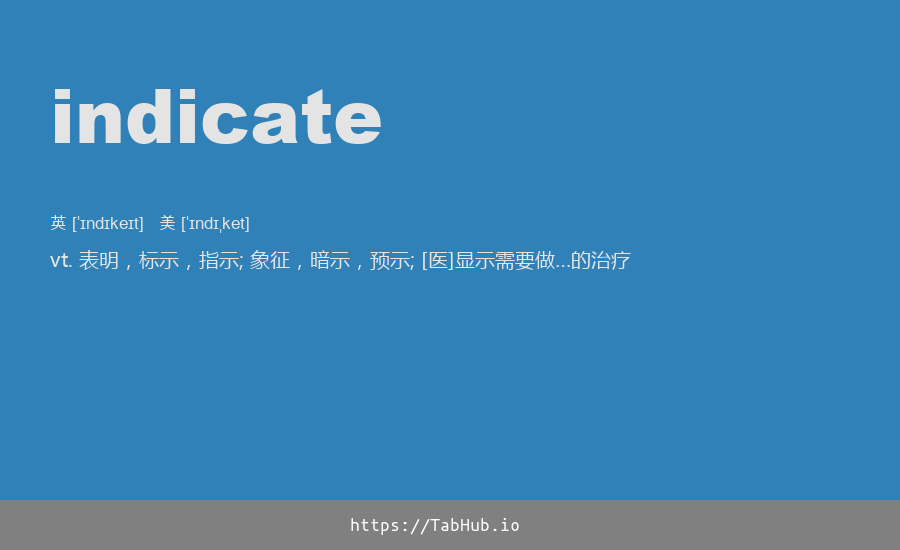 indicate
英 [ˈɪndɪkeɪt] 美 [ˈɪndɪˌket]
vt. 表明，标示，指示; 象征，暗示，预示; [医]显示需要做…的治疗
https://TabHub.io